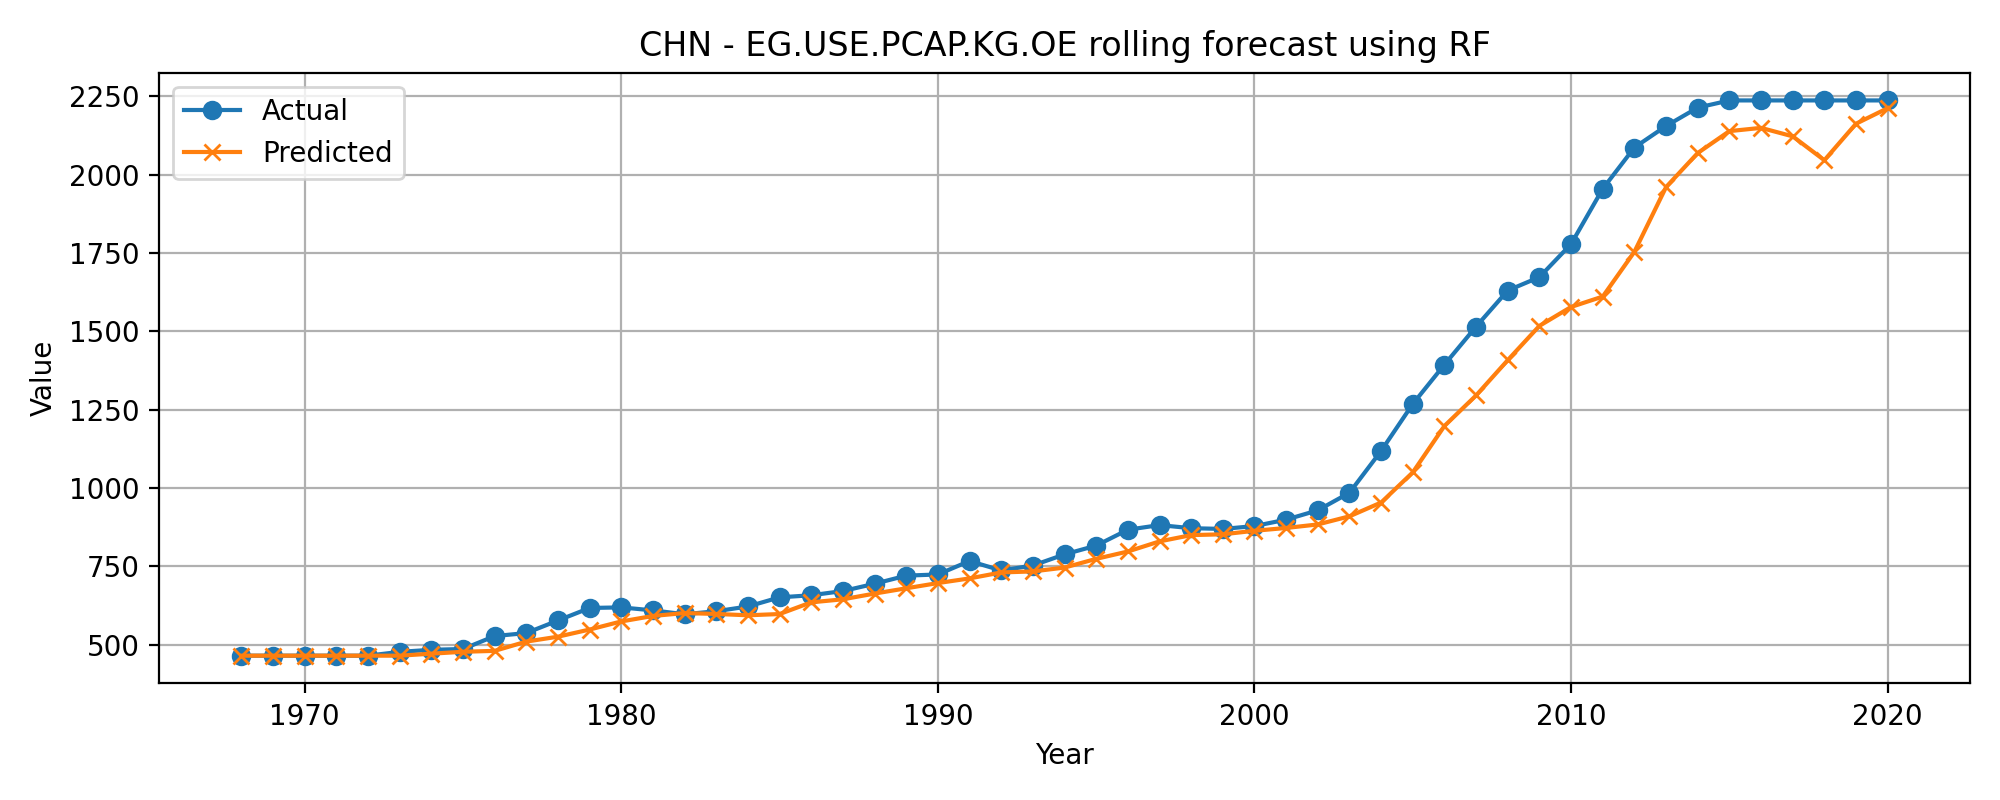 CHN - EG.USE.PCAP.KG.OE rolling forecast using RF
Actual
Predicted
2250
2000
1750
1500
1250
1000
750
500
Value
1970 1980 1990 2000 2010 2020
Year